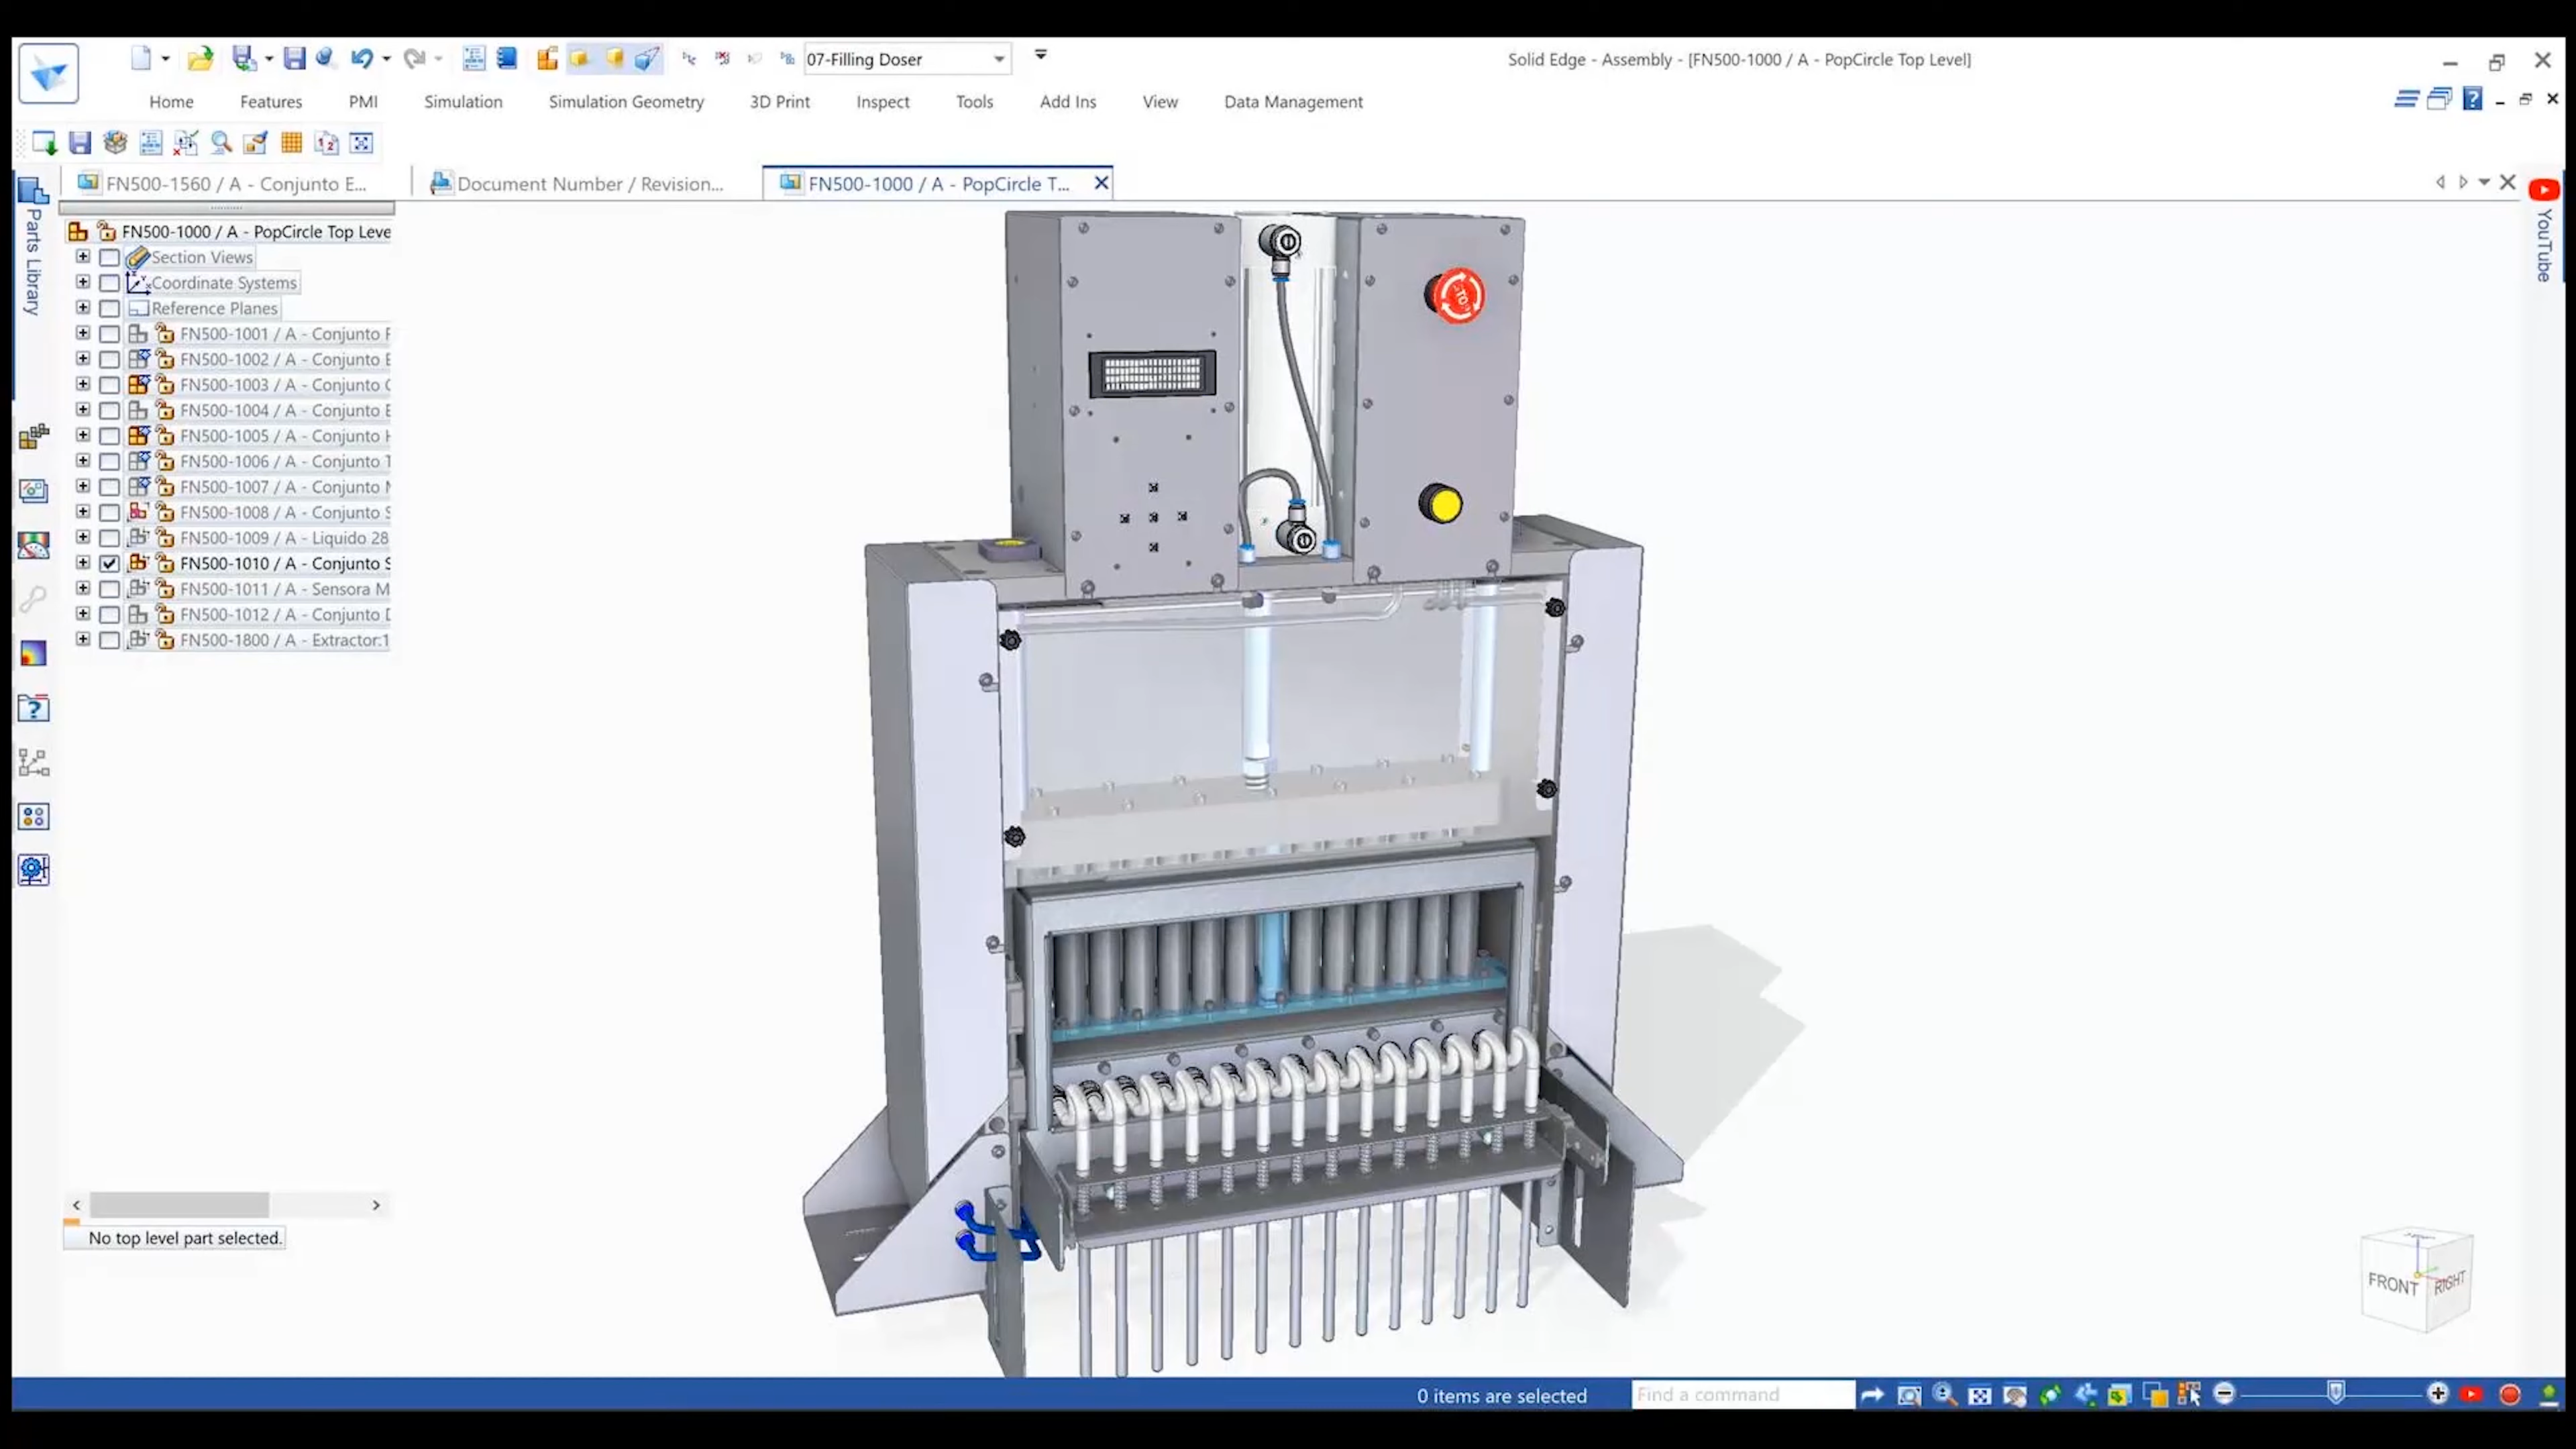 07-Filling Doser
Solid Edge - Assembly - [FN500-1000 / A - PopCircle Top Level]
Home
Features
PMI
Simulation
Simulation Geometry
3D Print
Inspect
Tools
Add Ins
View
Data Management
FN500-1560 / A - Conjunto E...
Document Number / Revision...
FN500-1000 / A - PopCircle T...
Parts Library
YouTube
FN500-1000 / A - PopCircle Top Leve
Section Views
Coordinate Systems
Reference Planes
FN500-1001 / A - Conjunto
FN500-1002 / A - Conjunto
FN500-1003 / A - Conjunto
FN500-1004 / A - Conjunto
FN500-1005 / A - Conjunto
FN500-1006 / A - Conjunto
FN500-1007 / A - Conjunto
FN500-1008 / A - Conjunto S
FN500-1009 / A - Liquido 28
FN500-1010 / A - Conjunto S
FN500-1011 / A - Sensora M
FN500-1012 / A - Conjunto
FN500-1800 / A - Extractor:1
STOP
No top level part selected.
FRONT
RIGHT
0 items are selected
Find a command